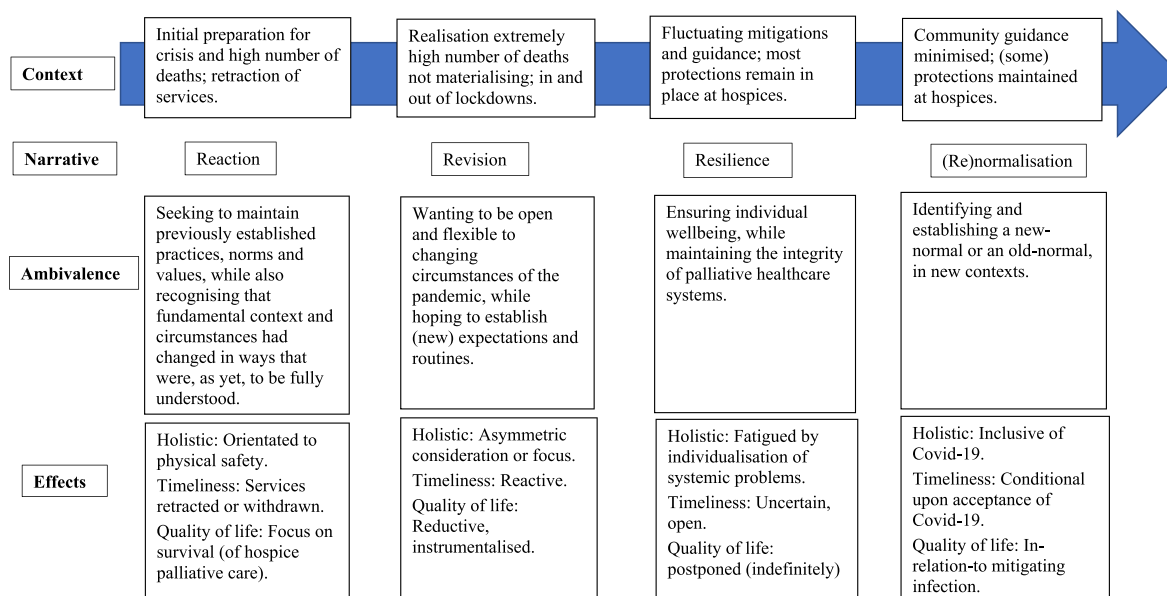 Context
Initial preparation for
crisis and high number of
deaths; retraction of
services.
Realisation extremely
high number of deaths
not materialising; in and
out of lockdowns.
Fluctuating mitigations
and guidance; most
protections remain in
place at hospices.
Community guidance
minimised; (some)
protections maintained
at hospices.
Narrative
Reaction
Revision
Resilience
(Re)normalisation
Ambivalence
Seeking to maintain
previously established
practices, norms and
values, while also
recognising that
fundamental context and
circumstances had
changed in ways that
were, as yet, to be fully
understood.
Wanting to be open
and flexible to
changing
circumstances of the
pandemic, while
hoping to establish
(new) expectations and
routines.
Ensuring individual
wellbeing, while
maintaining the integrity
of palliative healthcare
systems.
Identifying and
establishing a new-
normal or an old-normal,
in new contexts.
Effects
Holistic: Orientated to
physical safety.
Timeliness: Services
retracted or withdrawn.
Quality of life: Focus on
survival (of hospice
palliative care).
Holistic: Asymmetric
consideration or focus.
Timeliness: Reactive.
Quality of life:
Reductive,
instrumentalised.
Holistic: Fatigued by
individualisation of
systemic problems.
Timeliness: Uncertain,
open.
Quality of life:
postponed (indefinitely)
Holistic: Inclusive of
Covid-19.
Timeliness: Conditional
upon acceptance of
Covid-19.
Quality of life: In-
relation-to mitigating
infection.